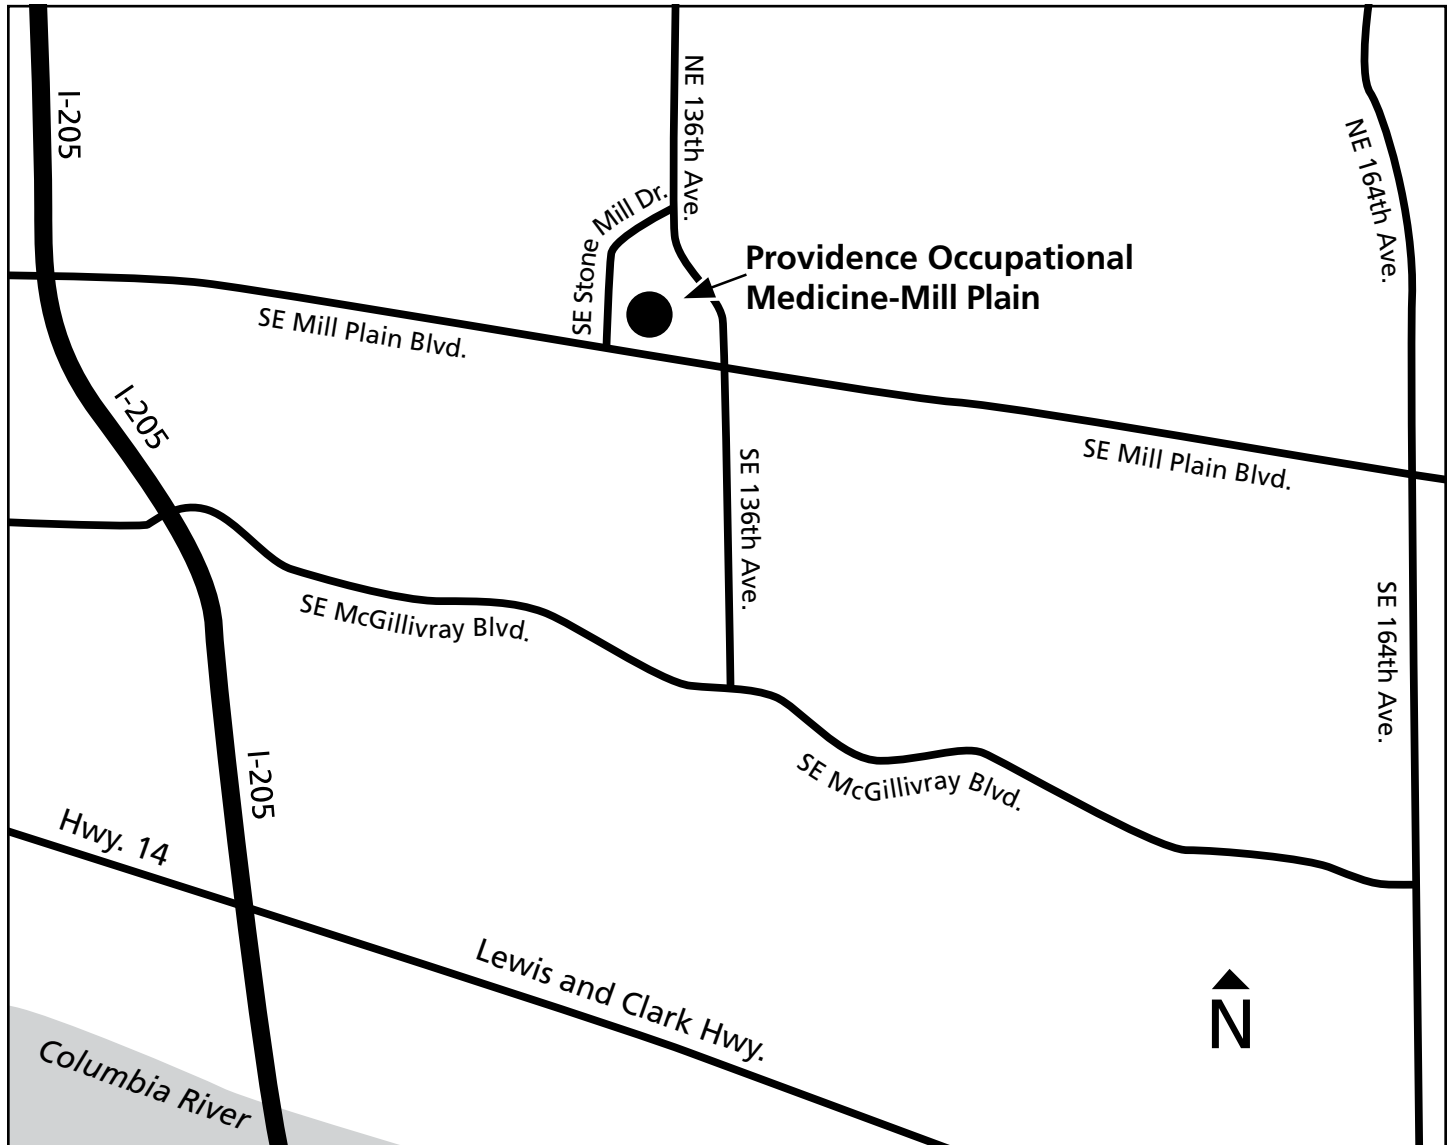 I-205
NE 136th Ave.
NE 164th Ave.
SE Stone Mill Dr.
Providence Occupational
Medicine-Mill Plain
SE Mill Plain Blvd.
I-205
SE Mill Plain Blvd.
SE 136th Ave.
SE McGillivray Blvd.
SE 164th Ave.
I-205
SE McGillivray Blvd.
Hwy. 14
Lewis and Clark Hwy.
N
Columbia River